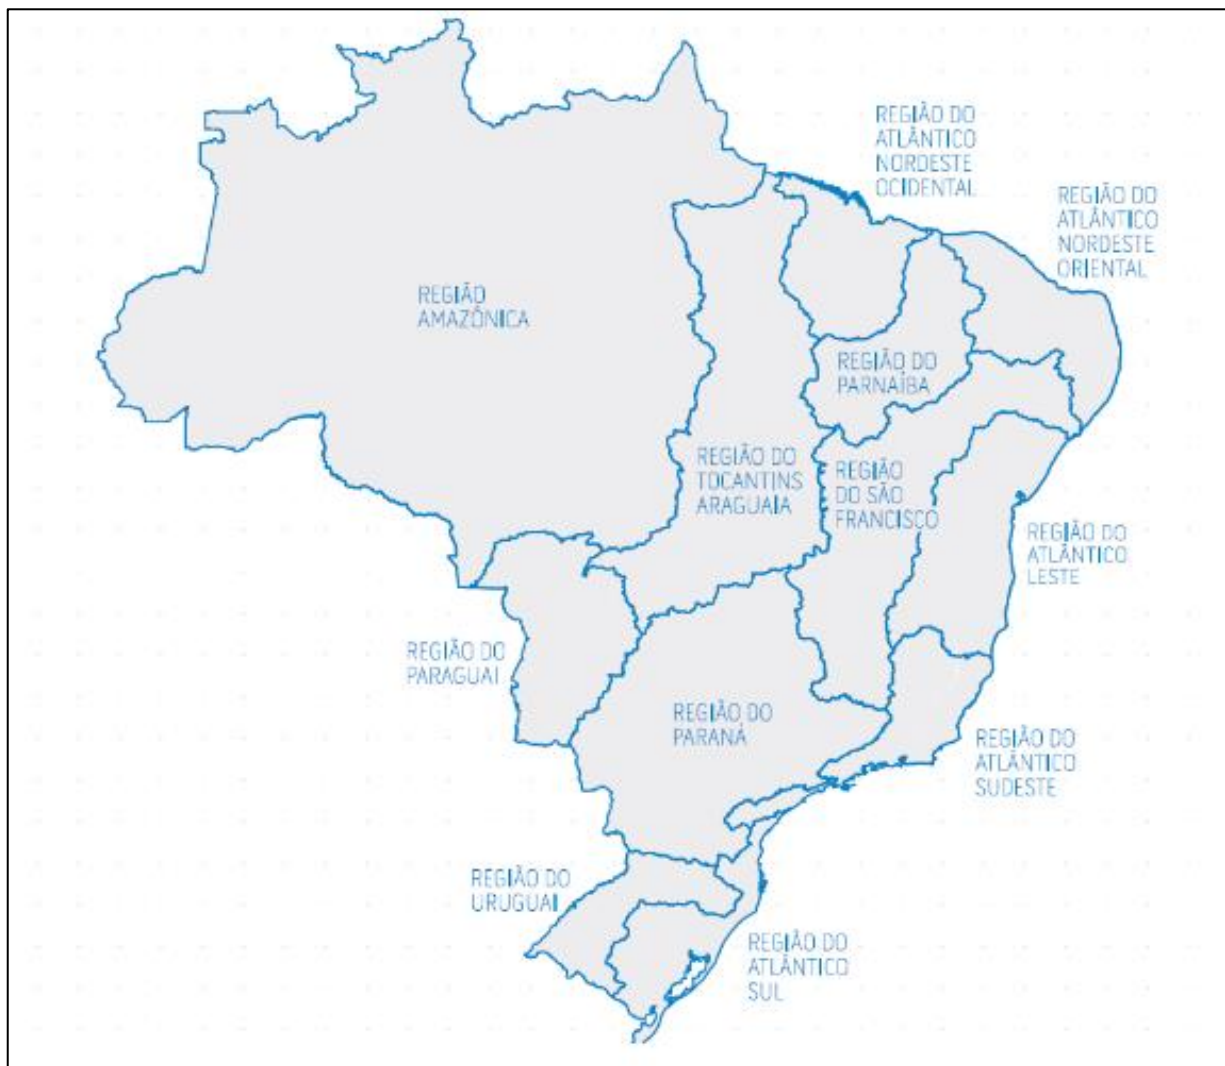 REGIÃO DO
ATLÂNTICO
NORDESTE
OCIDENTAL
REGIÃO DO
ATLÂNTICO
NORDESTE
ORIENTAL
REGIÃO
AMAZÔNICA
REGIÃO DO
PARNAÍBA
REGIÃO DO
TOCANTINS
ARAGUAIA
REGIÃO
DO SÃO
FRANCISCO
REGIÃO DO
ATLÂNTICO
LESTE
REGIÃO DO
PARAGUAI
REGIÃO DO
PARANÁ
REGIÃO DO
ATLÂNTICO
SUDESTE
REGIÃO DO
URUGUAI
REGIÃO DO
ATLÂNTICO
SUL